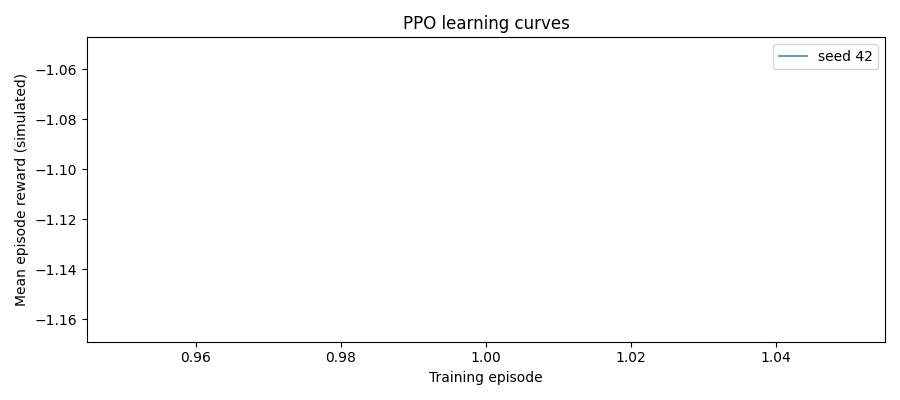 PPO learning curves
seed 42
Mean episode reward (simulated)
−1.06
−1.08
−1.10
−1.12
−1.14
−1.16
0.96 0.98 1.00 1.02 1.04
Training episode